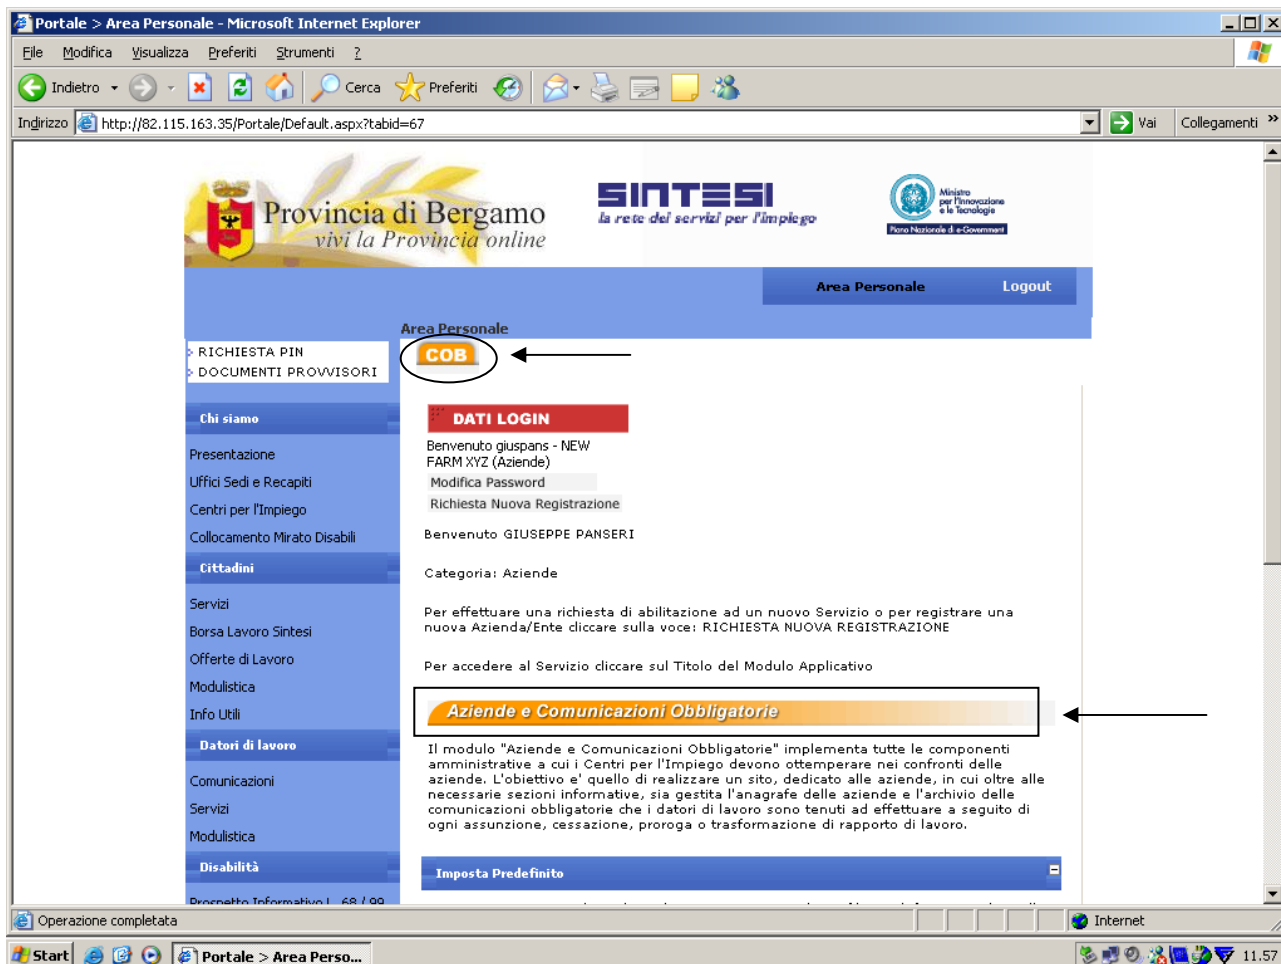 Portale > Area Personale - Microsoft Internet Explorer
File Modifica Visualizza Preferiti Strumenti ?
Indietro Cerca Preferiti
Indirizzo http://82.115.163.35/Portale/Default.aspx?tabid=67 Vai Collegamenti »
Provincia di Bergamo
vivi la Provincia online
SINTESI
la rete dei servizi per l'impiego
Ministro
per l'Innovazione
e le Tecnologie
Piano Nazionale di e-Government
Area Personale Logout
Area Personale
RICHIESTA PIN
DOCUMENTI PROVVISORI
COB
Chi siamo
Presentazione
Uffici Sedi e Recapiti
Centri per l'Impiego
Collocamento Mirato Disabili
Cittadini
Servizi
Borsa Lavoro Sintesi
Offerte di Lavoro
Modulistica
Info Utili
Datori di lavoro
Comunicazioni
Servizi
Modulistica
Disabilità
Prospetto Informativo L. 68 / 99
DATI LOGIN
Benvenuto giuspans - NEW
FARM XYZ (Aziende)
Modifica Password
Richiesta Nuova Registrazione
Benvenuto GIUSEPPE PANSERI
Categoria: Aziende
Per effettuare una richiesta di abilitazione ad un nuovo Servizio o per registrare una
nuova Azienda/Ente cliccare sulla voce: RICHIESTA NUOVA REGISTRAZIONE
Per accedere al Servizio cliccare sul Titolo del Modulo Applicativo
Aziende e Comunicazioni Obbligatorie
Il modulo "Aziende e Comunicazioni Obbligatorie" implementa tutte le componenti
amministrative a cui i Centri per l'Impiego devono ottemperare nei confronti delle
aziende. L'obiettivo e' quello di realizzare un sito, dedicato alle aziende, in cui oltre alle
necessarie sezioni informative, sia gestita l'anagrafe delle aziende e l'archivio delle
comunicazioni obbligatorie che i datori di lavoro sono tenuti ad effettuare a seguito di
ogni assunzione, cessazione, proroga o trasformazione di rapporto di lavoro.
Imposta Predefinito
Operazione completata Internet
Start Portale > Area Perso... 11.57